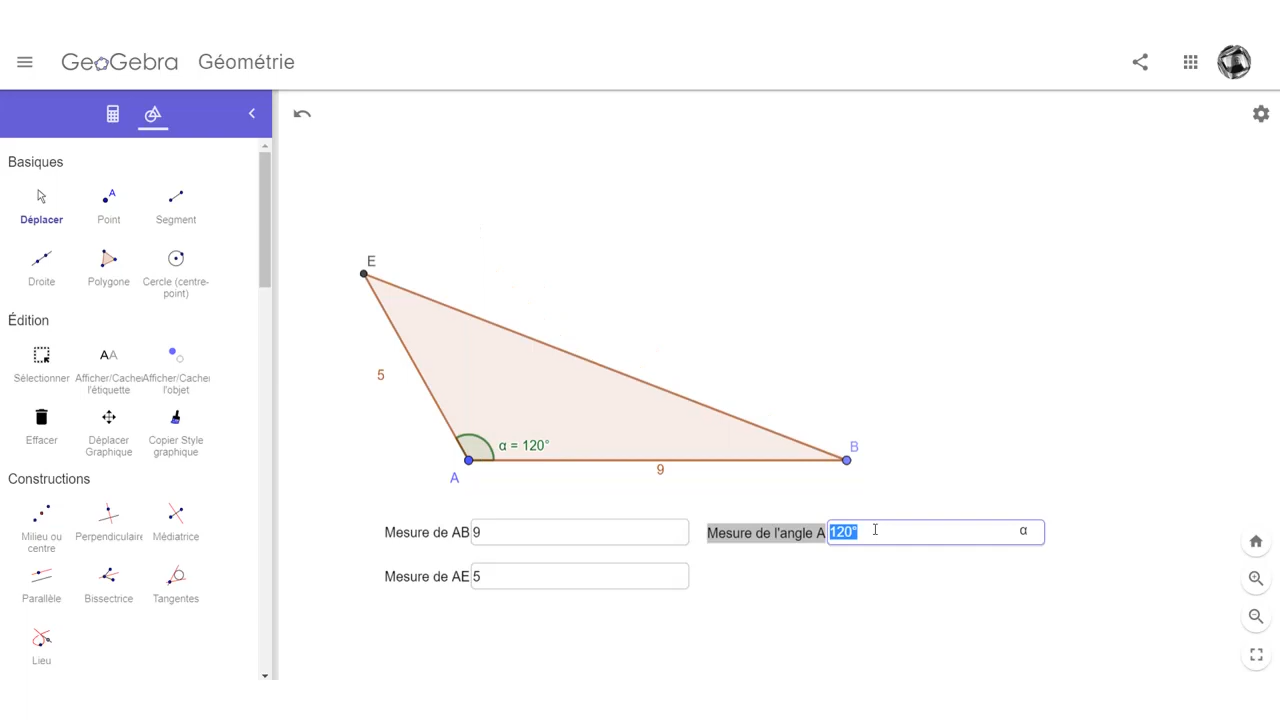 GeoGebra Géométrie
Basiques
Déplacer Point Segment
Droite Polygone Cercle (centre-
point)
Édition
Sélectionner Afficher/Cacher Afficher/Cacher
l'étiquette l'objet
Effacer Déplacer Copier Style
Graphique graphique
Constructions
Milieu ou Perpendiculaire Médiatrice
centre
Parallèle Bissectrice Tangentes
Lieu
E
5
α = 120°
B
A
9
Mesure de AB 9 Mesure de l'angle A 120° α
Mesure de AE 5